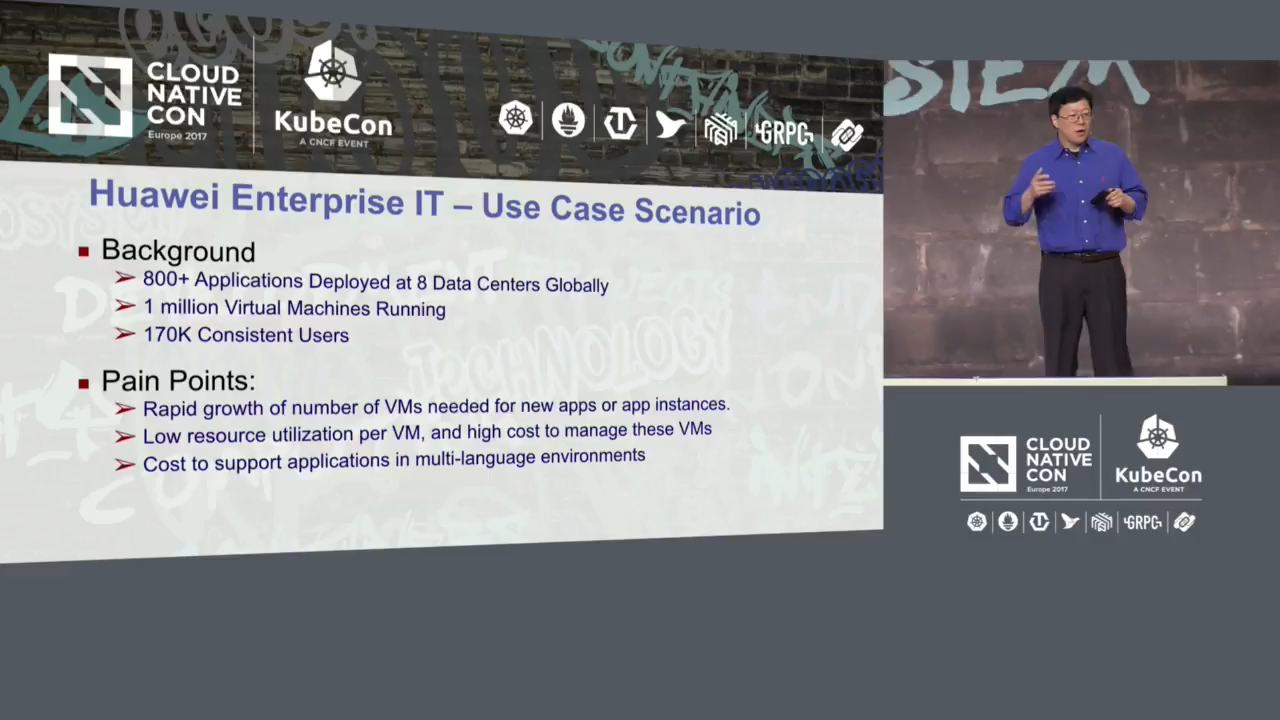 CLOUD
NATIVE
CON
Europe 2017
KubeCon
A CNCF EVENT
GRPC
Huawei Enterprise IT – Use Case Scenario
Background
800+ Applications Deployed at 8 Data Centers Globally
1 million Virtual Machines Running
170K Consistent Users
Pain Points:
Rapid growth of number of VMs needed for new apps or app instances.
Low resource utilization per VM, and high cost to manage these VMs
Cost to support applications in multi-language environments
TECHNOLOGY
STEM
CLOUD
NATIVE
CON
Europe 2017
KubeCon
A CNCF EVENT
GRPC